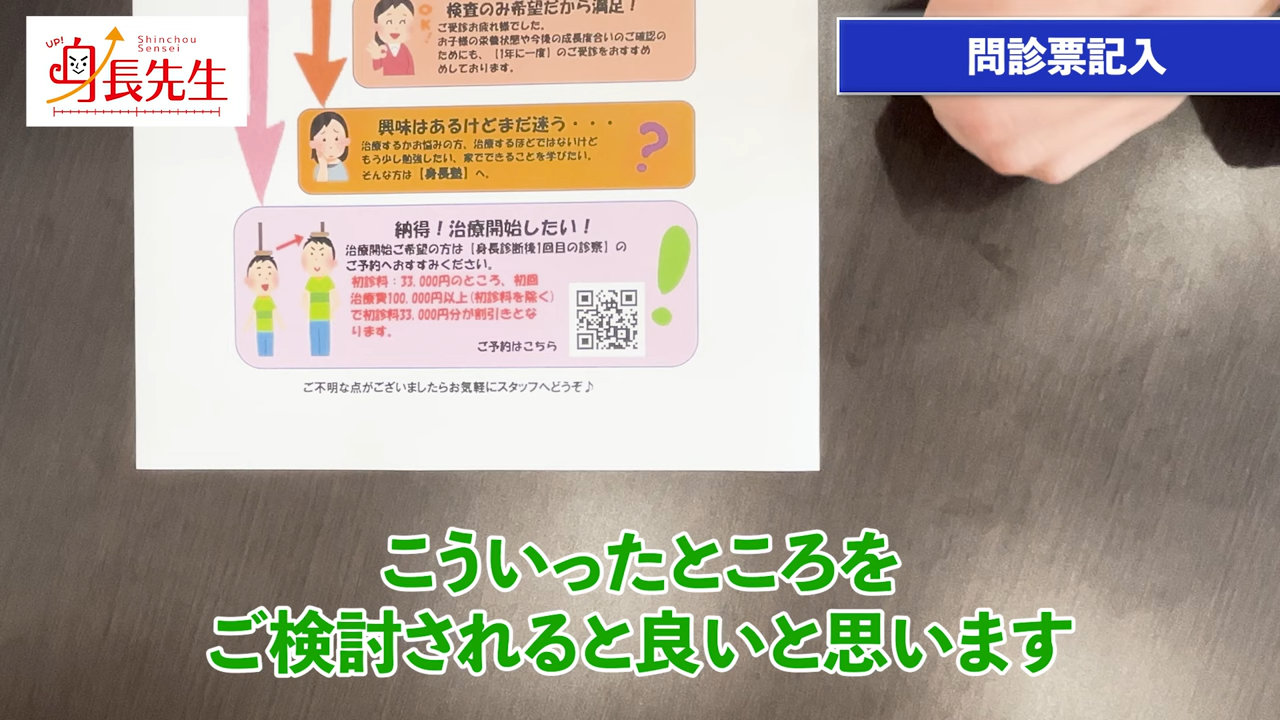 UP!
Shinchou
Sensei
身長先生
問診票記入
OK!
検査のみ希望だから満足！
ご受診お疲れ様でした。
お子様の栄養状態や今後の成長度合いのご確認の
ためにも、【1年に一度】のご受診をおすすめ
めしております。
興味はあるけどまだ迷う・・・
治療するかお悩みの方、治療するほどではないけど
もう少し勉強したい、家でできることを学びたい。
そんな方は【身長塾】へ。
?
納得！治療開始したい！
治療開始ご希望の方は【身長診断後1回目の診察】の
ご予約へおすすみください。
初診料：33,000円のところ、初回
治療費100,000円以上(初診料を除く)
で初診料33,000円分が割引きとな
ります。
ご予約はこちら
ご不明な点がございましたらお気軽にスタッフへどうぞ♪
こういったところを
ご検討されると良いと思います